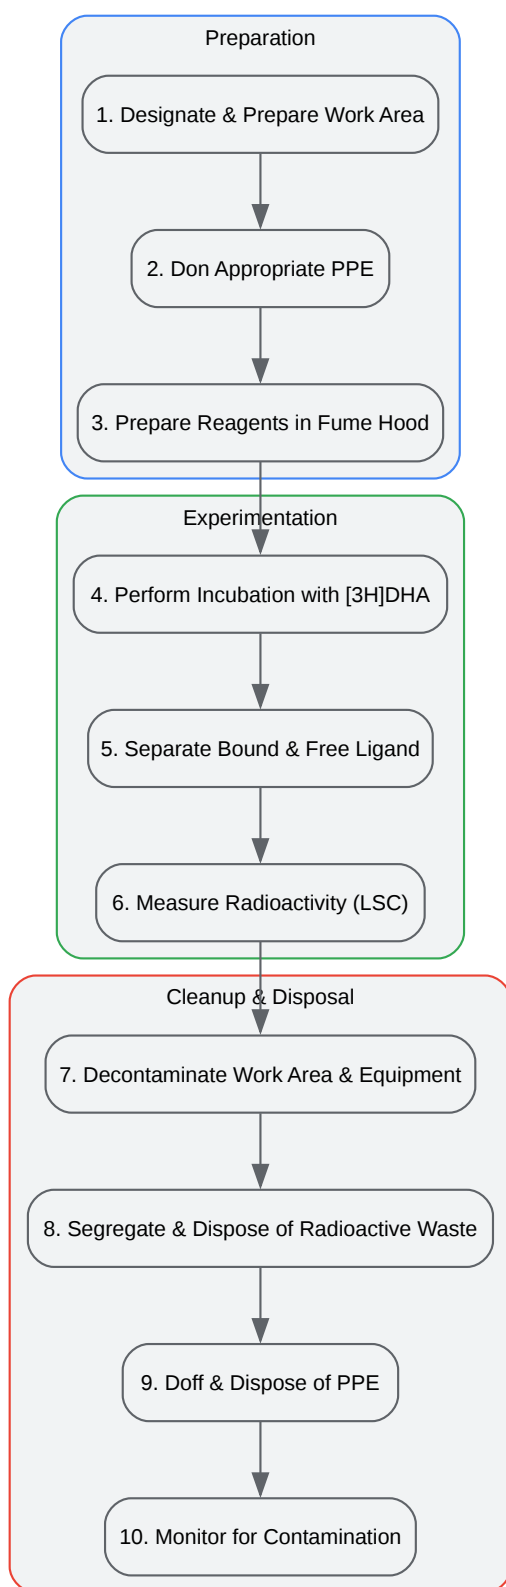 Preparation
1. Designate & Prepare Work Area
2. Don Appropriate PPE
3. Prepare Reagents in Fume Hood
Experimentation
4. Perform Incubation with [3H]DHA
5. Separate Bound & Free Ligand
6. Measure Radioactivity (LSC)
Cleanup & Disposal
7. Decontaminate Work Area & Equipment
8. Segregate & Dispose of Radioactive Waste
9. Doff & Dispose of PPE
10. Monitor for Contamination